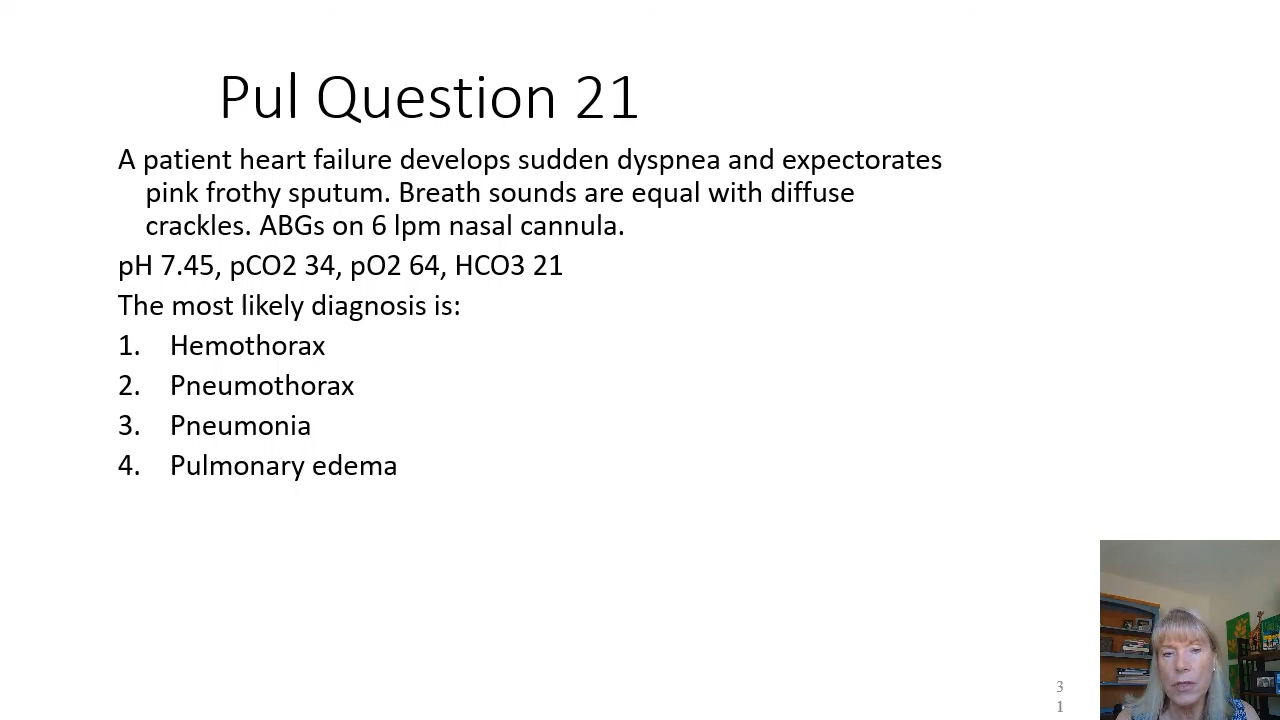 Pul Question 21
A patient heart failure develops sudden dyspnea and expectorates
pink frothy sputum. Breath sounds are equal with diffuse
crackles. ABGs on 6 lpm nasal cannula.
pH 7.45, pCO2 34, pO2 64, HCO3 21
The most likely diagnosis is:
1. Hemothorax
2. Pneumothorax
3. Pneumonia
4. Pulmonary edema
3
1